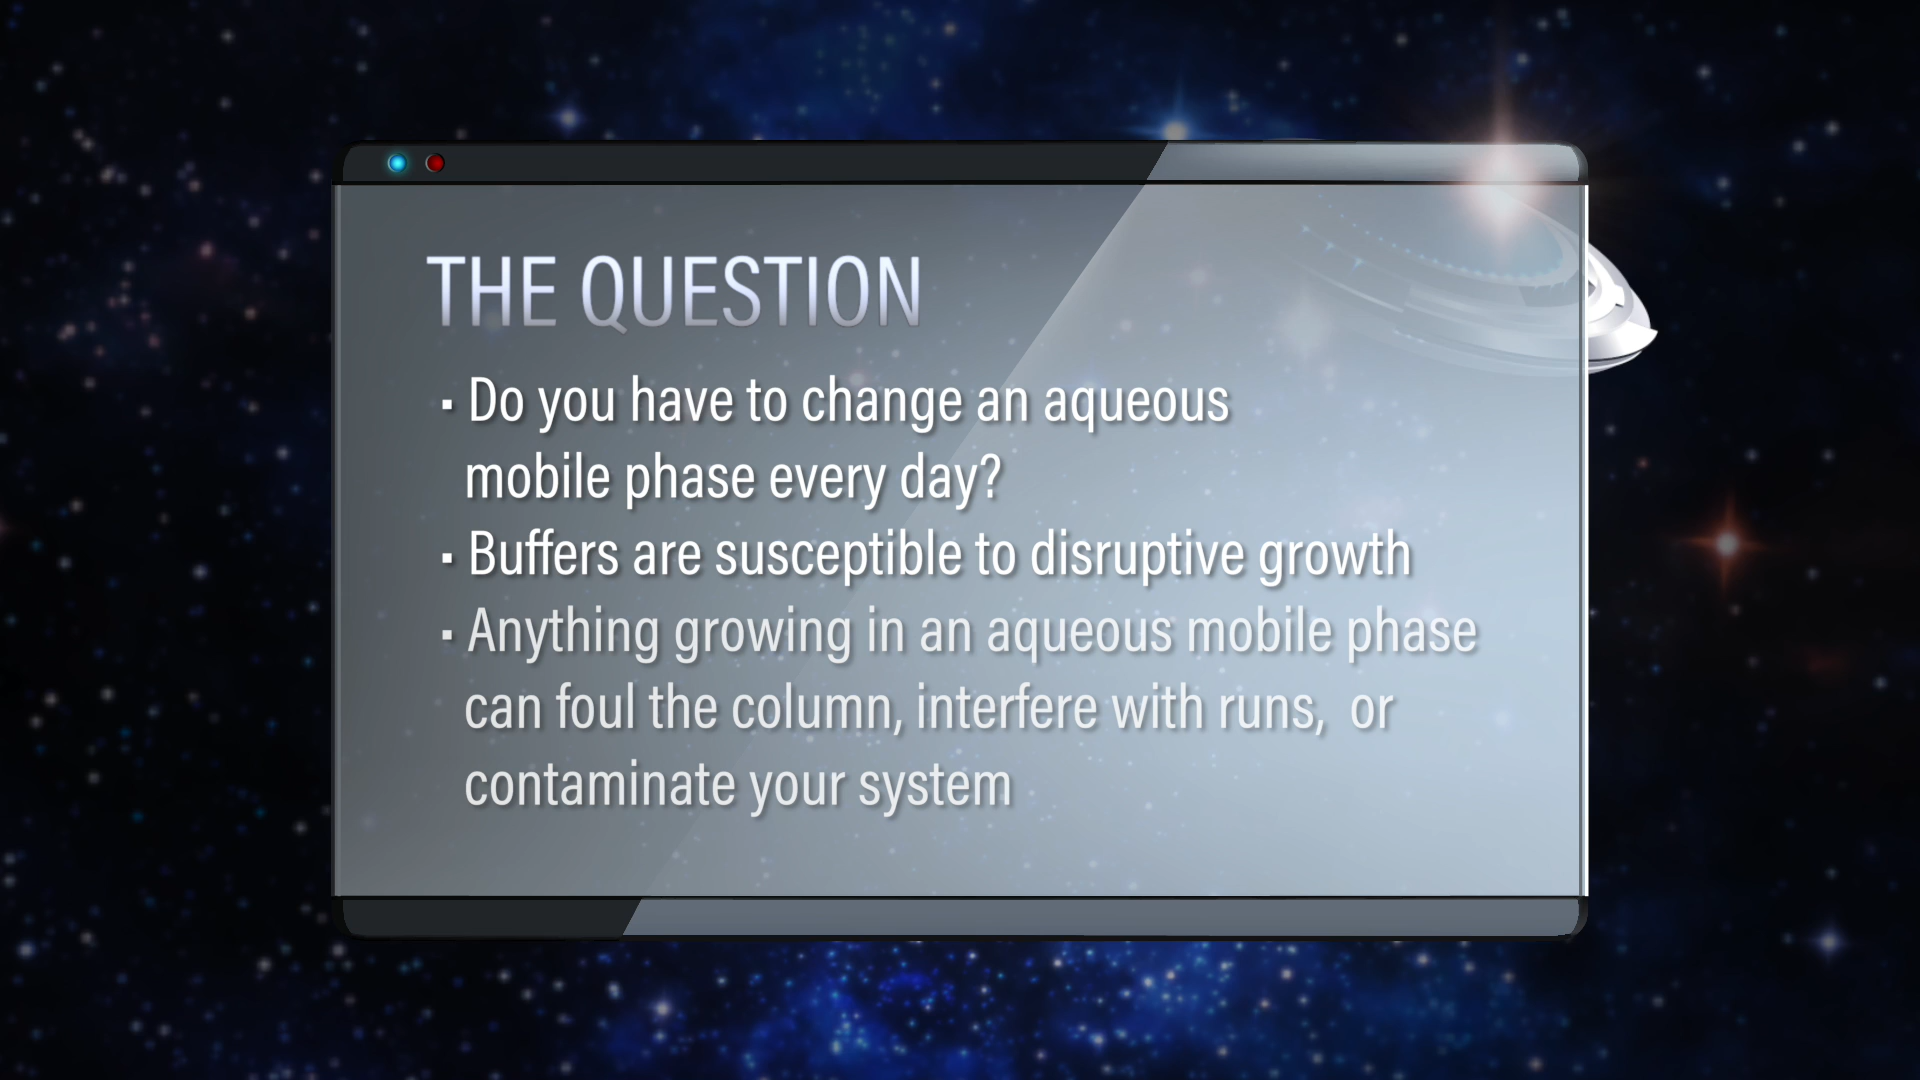 THE QUESTION
▪ Do you have to change an aqueous
mobile phase every day?
▪ Buffers are susceptible to disruptive growth
▪ Anything growing in an aqueous mobile phase
can foul the column, interfere with runs,  or
contaminate your system